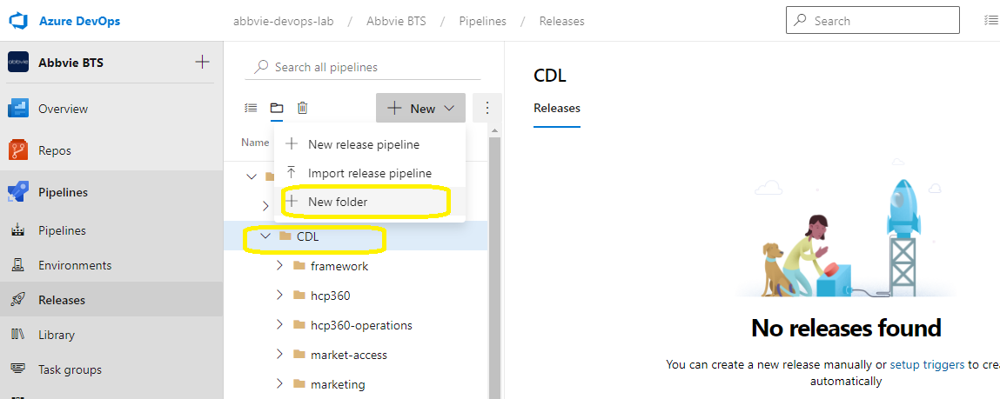 Azure DevOps
abbvie-devops-lab / Abbvie BTS / Pipelines / Releases
Search
abbvie
Abbvie BTS
Overview
Repos
Pipelines
Pipelines
Environments
Releases
Library
Task groups
Search all pipelines
New
Name
New release pipeline
Import release pipeline
New folder
CDL
framework
hcp360
hcp360-operations
market-access
marketing
CDL
Releases
No releases found
You can create a new release manually or setup triggers to cre
automatically